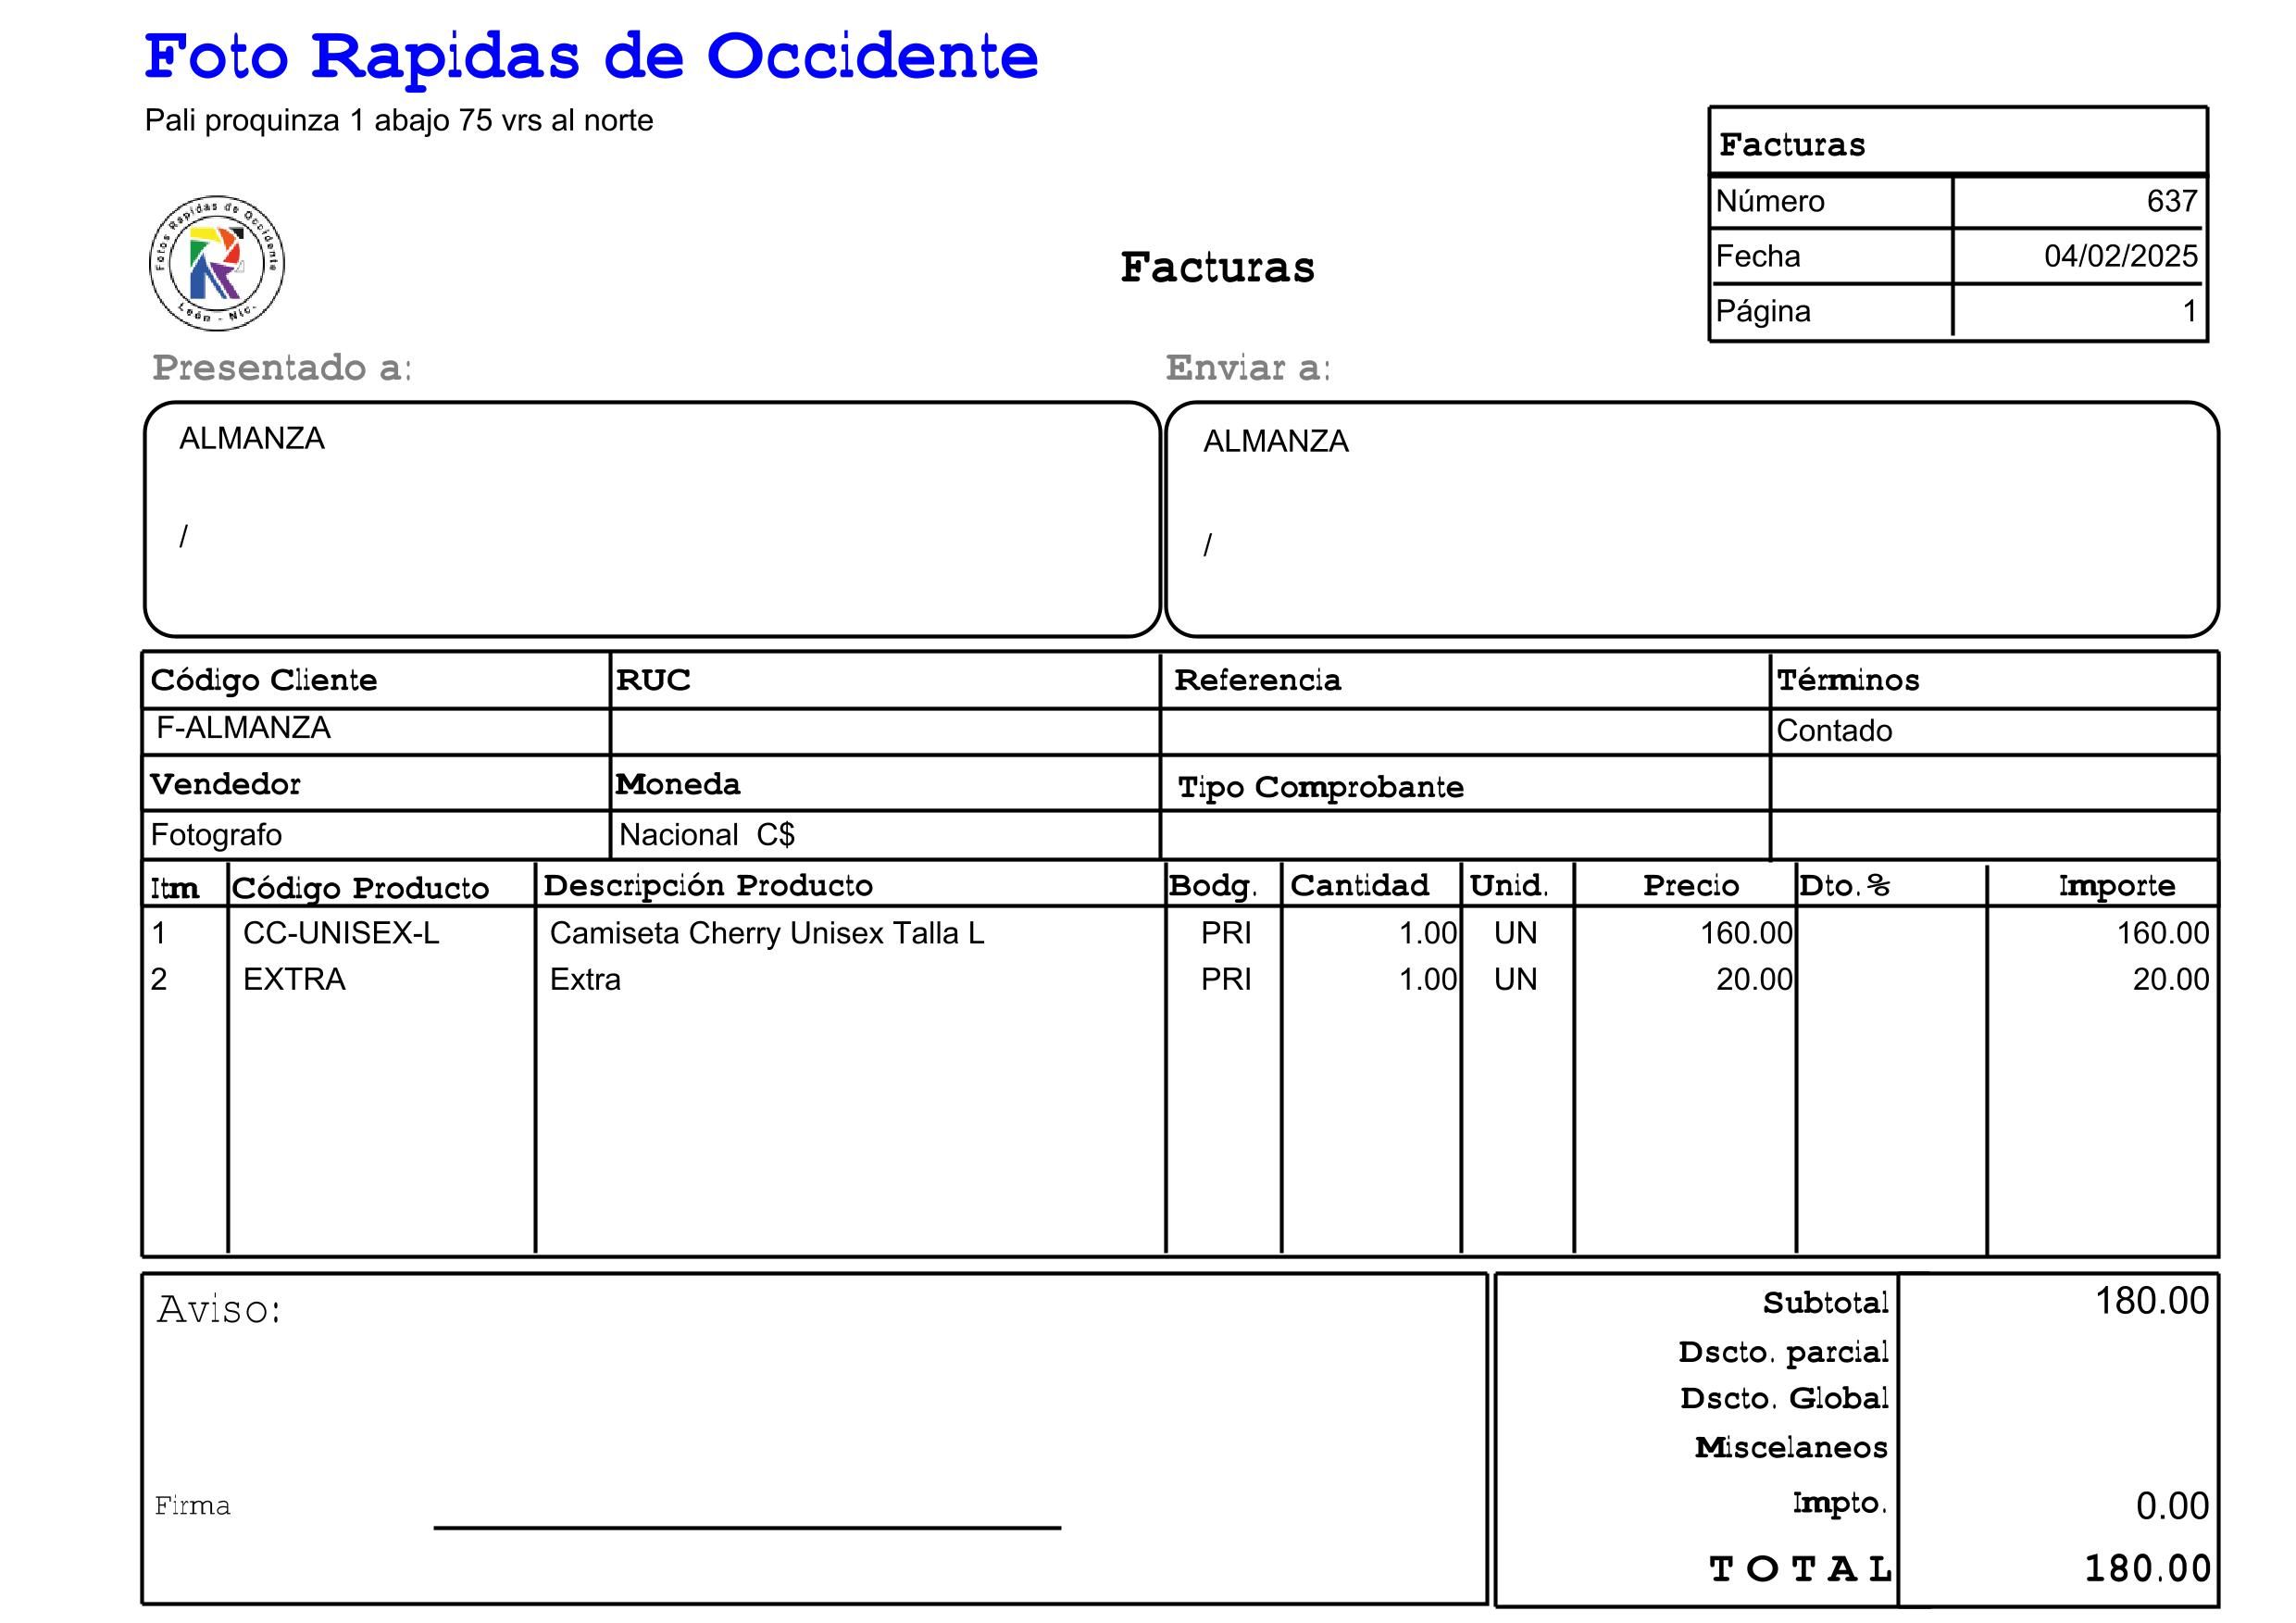 Foto Rapidas de Occidente
Pali proquinza 1 abajo 75 vrs al norte
Facturas
Número 637
Fecha 04/02/2025
Página 1
Fotos Rapidas de Occidente
León - Nic.
Facturas
Presentado a: Enviar a:
ALMANZA ALMANZA
/ /
Código Cliente RUC Referencia Términos
F-ALMANZA Contado
Vendedor Moneda Tipo Comprobante
Fotografo Nacional C$
Itm Código Producto Descripción Producto Bodg. Cantidad Unid. Precio Dto.% Importe
1 CC-UNISEX-L Camiseta Cherry Unisex Talla L PRI 1.00 UN 160.00 160.00
2 EXTRA Extra PRI 1.00 UN 20.00 20.00
Aviso:
Subtotal 180.00
Dscto. parcial
Dscto. Global
Miscelaneos
Firma
Impto. 0.00
TOTAL 180.00